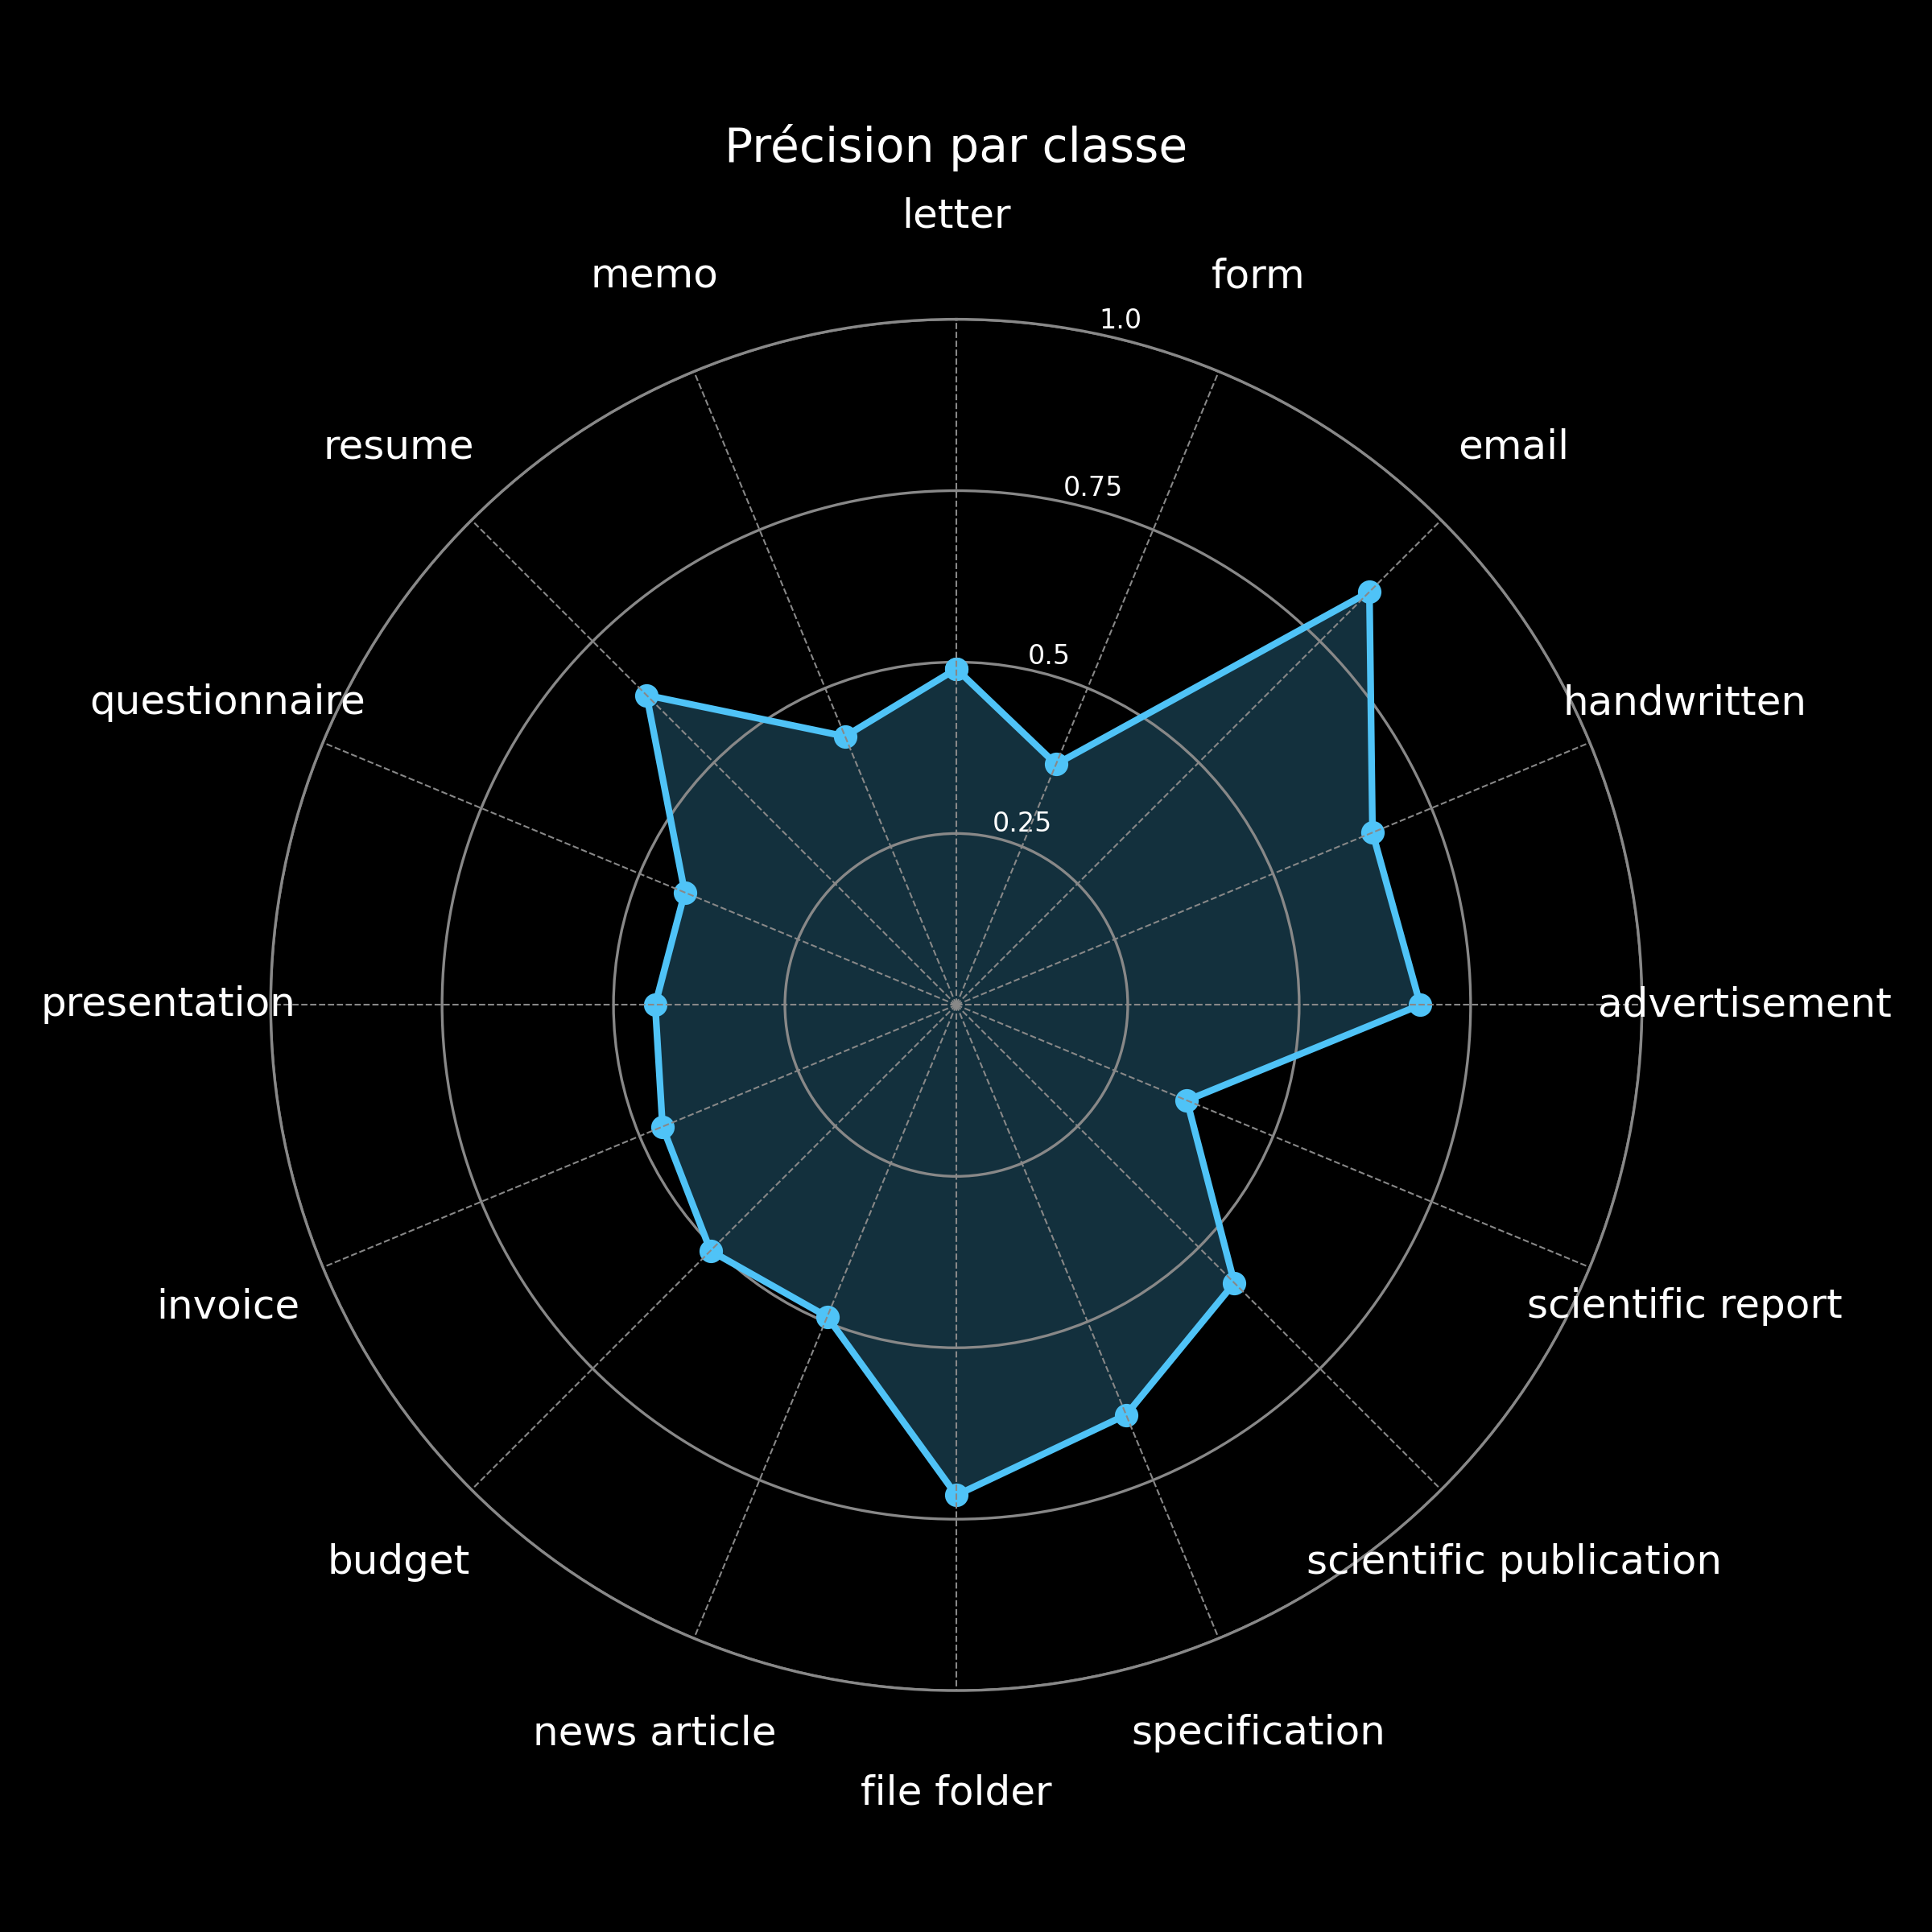 Précision par classe
letter
memo
form
1.0
resume
email
0.75
0.5
questionnaire
handwritten
0.25
presentation
advertisement
invoice
scientific report
budget
scientific publication
news article
specification
file folder